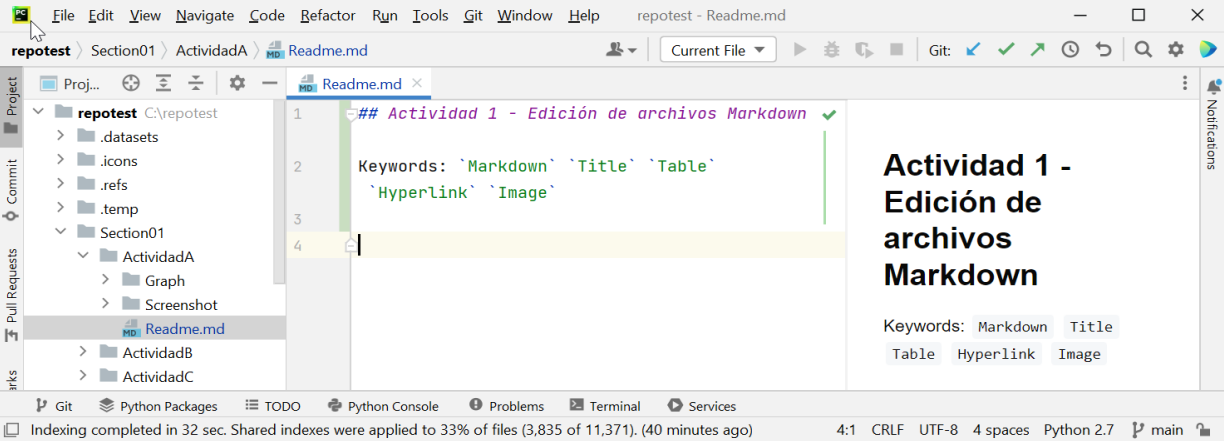 PC File Edit View Navigate Code Refactor Run Tools Git Window Help repotest - Readme.md
repotest Section01 ActividadA MD Readme.md Current File Git:
Project
Commit
Pull Requests
Proj...
repotest C:\repotest
.datasets
.icons
.refs
.temp
Section01
ActividadA
Graph
Screenshot
MD Readme.md
ActividadB
ActividadC
MD Readme.md
1 ## Actividad 1 - Edición de archivos Markdown
2 Keywords: `Markdown` `Title` `Table`
`Hyperlink` `Image`
3
4
Actividad 1 -
Edición de
archivos
Markdown
Keywords: Markdown Title
Table Hyperlink Image
Notifications
Git Python Packages TODO Python Console Problems Terminal Services
Indexing completed in 32 sec. Shared indexes were applied to 33% of files (3,835 of 11,371). (40 minutes ago) 4:1 CRLF UTF-8 4 spaces Python 2.7 main